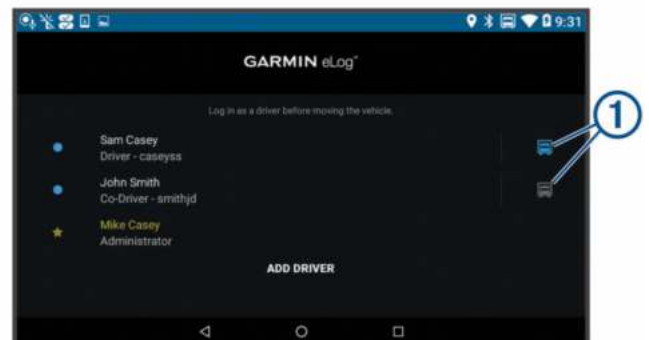 9:31
GARMIN eLog™
Log in as a driver before moving the vehicle.
Sam Casey
Driver - caseyss
John Smith
Co-Driver - smithjd
Mike Casey
Administrator
ADD DRIVER
1